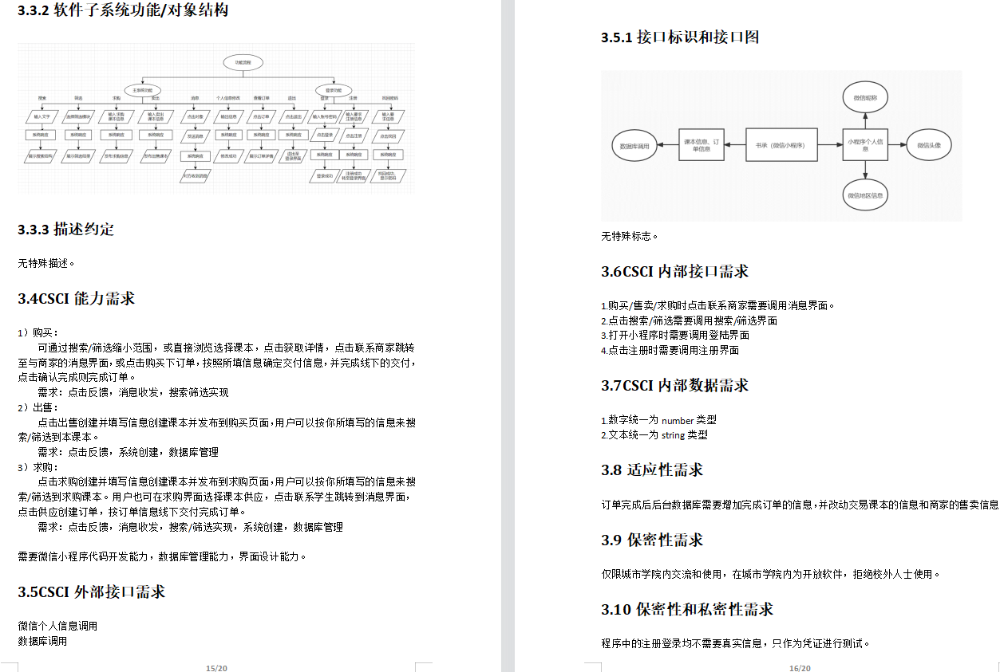 3.3.2 软件子系统功能/对象结构
功能流程
主系统功能
登录功能
搜索 筛选 求购 卖出 消息 个人信息修改 查看订单 退出 登录 注册 找回密码
输入文字 选择筛选模块 输入求购课本信息 输入卖出课本信息 点击对象 输出信息 点击订单 点击退出 输入账号密码 输入要求注册信息 输入要求信息
系统响应 系统响应 系统响应 系统响应 发送消息 系统响应 系统响应 系统响应 点击登录 点击注册 点击找回
展示搜索结构 展示筛选结果 发布求购信息 发布出售课本 系统响应 修改成功 展示订单详情 退出至登录界面 系统响应 系统响应 系统响应
对方收到消息 登录成功 注册成功转至登录界面 找回成功,显示密码
3.3.3 描述约定
无特殊描述。
3.4CSCI 能力需求
1）购买：
可通过搜索/筛选缩小范围，或直接浏览选择课本，点击获取详情，点击联系商家跳转
至与商家的消息界面，或点击购买下订单，按照所填信息确定交付信息，并完成线下的交付，
点击确认完成则完成订单。
需求：点击反馈，消息收发，搜索筛选实现
2）出售：
点击出售创建并填写信息创建课本并发布到购买页面，用户可以按你所填写的信息来搜
索/筛选到本课本。
需求：点击反馈，系统创建，数据库管理
3）求购：
点击求购创建并填写信息创建课本并发布到求购页面，用户可以按你所填写的信息来搜
索/筛选到求购课本。用户也可在求购界面选择课本供应，点击联系学生跳转到消息界面，
点击供应创建订单，按订单信息线下交付完成订单。
需求：点击反馈，消息收发，搜索/筛选实现，系统创建，数据库管理
需要微信小程序代码开发能力，数据库管理能力，界面设计能力。
3.5CSCI 外部接口需求
微信个人信息调用
数据库调用
15/20
3.5.1 接口标识和接口图
微信昵称
数据库调用
课本信息、订
单信息
书承（微信小程序）
小程序个人信
息
微信头像
微信地区信息
无特殊标志。
3.6CSCI 内部接口需求
1.购买/售卖/求购时点击联系商家需要调用消息界面。
2.点击搜索/筛选需要调用搜索/筛选界面
3.打开小程序时需要调用登陆界面
4.点击注册时需要调用注册界面
3.7CSCI 内部数据需求
1.数字统一为 number 类型
2.文本统一为 string 类型
3.8 适应性需求
订单完成后后台数据库需要增加完成订单的信息，并改动交易课本的信息和商家的售卖信息
3.9 保密性需求
仅限城市学院内交流和使用，在城市学院内为开放软件，拒绝校外人士使用。
3.10 保密性和私密性需求
程序中的注册登录均不需要真实信息，只作为凭证进行测试。
16/20